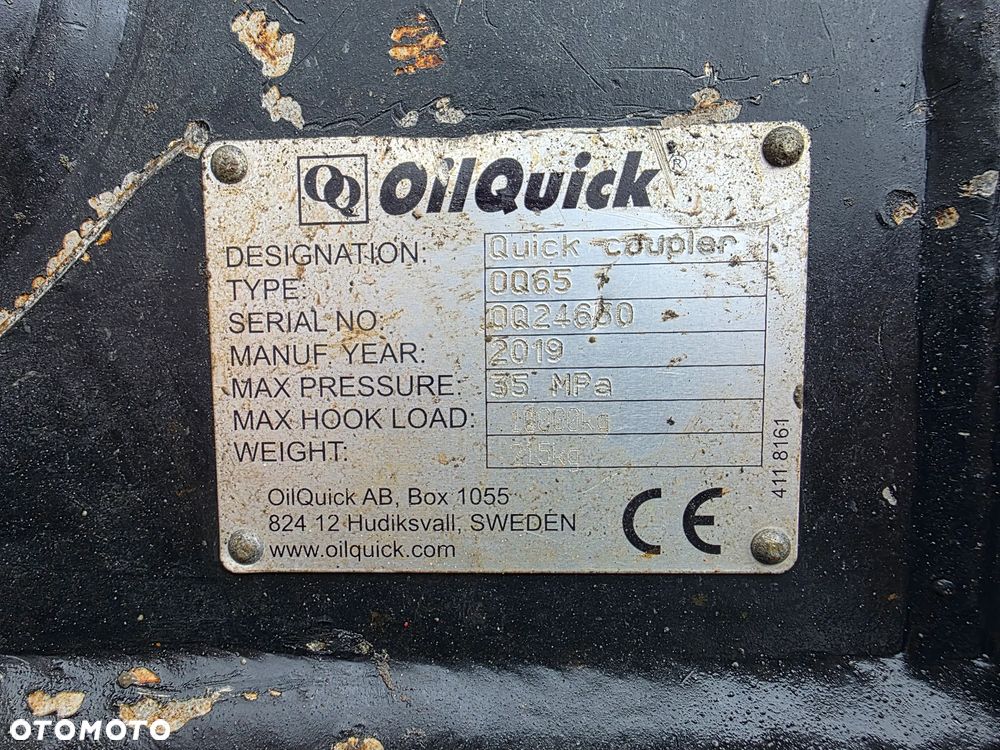 OQ OilQuick ®
DESIGNATION: Quick coupler
TYPE: OQ65
SERIAL NO:
MANUF. YEAR: 2019
MAX PRESSURE: 35 MPa
MAX HOOK LOAD:
WEIGHT:
OilQuick AB, Box 1055
824 12 Hudiksvall, SWEDEN
www.oilquick.com
CE
411 8161
OTOMOTO